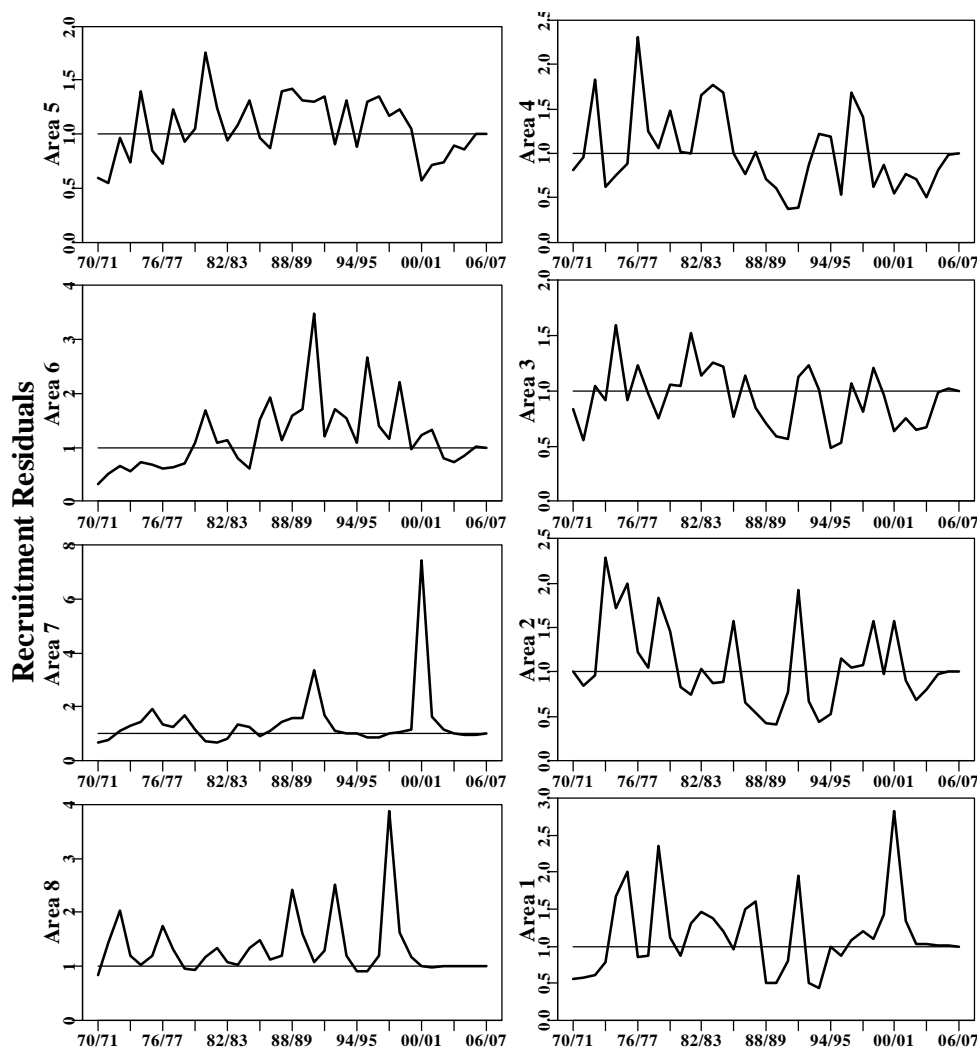 Recruitment Residuals
Area 5
0.0 0.5 1.0 1.5 2.0
70/71 76/77 82/83 88/89 94/95 00/01 06/07
Area 4
0.0 0.5 1.0 1.5 2.0 2.5
70/71 76/77 82/83 88/89 94/95 00/01 06/07
Area 6
0 1 2 3 4
70/71 76/77 82/83 88/89 94/95 00/01 06/07
Area 3
0.0 0.5 1.0 1.5 2.0
70/71 76/77 82/83 88/89 94/95 00/01 06/07
Area 7
0 2 4 6 8
70/71 76/77 82/83 88/89 94/95 00/01 06/07
Area 2
0.0 0.5 1.0 1.5 2.0 2.5
70/71 76/77 82/83 88/89 94/95 00/01 06/07
Area 8
0 1 2 3 4
70/71 76/77 82/83 88/89 94/95 00/01 06/07
Area 1
0.0 0.5 1.0 1.5 2.0 2.5 3.0
70/71 76/77 82/83 88/89 94/95 00/01 06/07